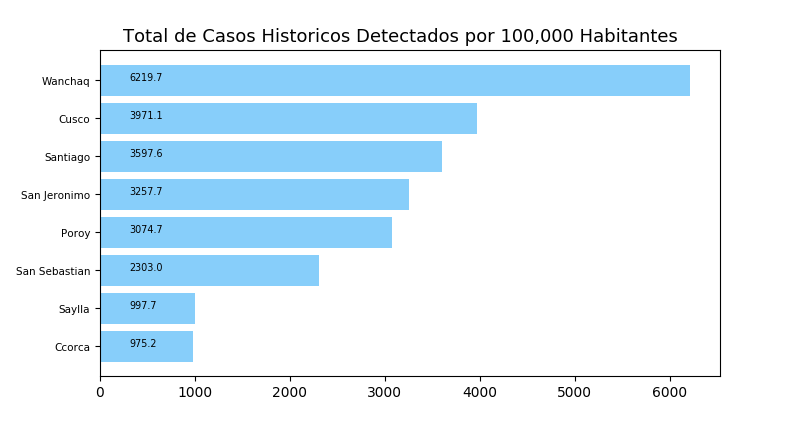 Total de Casos Historicos Detectados por 100,000 Habitantes
Wanchaq 6219.7
Cusco 3971.1
Santiago 3597.6
San Jeronimo 3257.7
Poroy 3074.7
San Sebastian 2303.0
Saylla 997.7
Ccorca 975.2
0 1000 2000 3000 4000 5000 6000